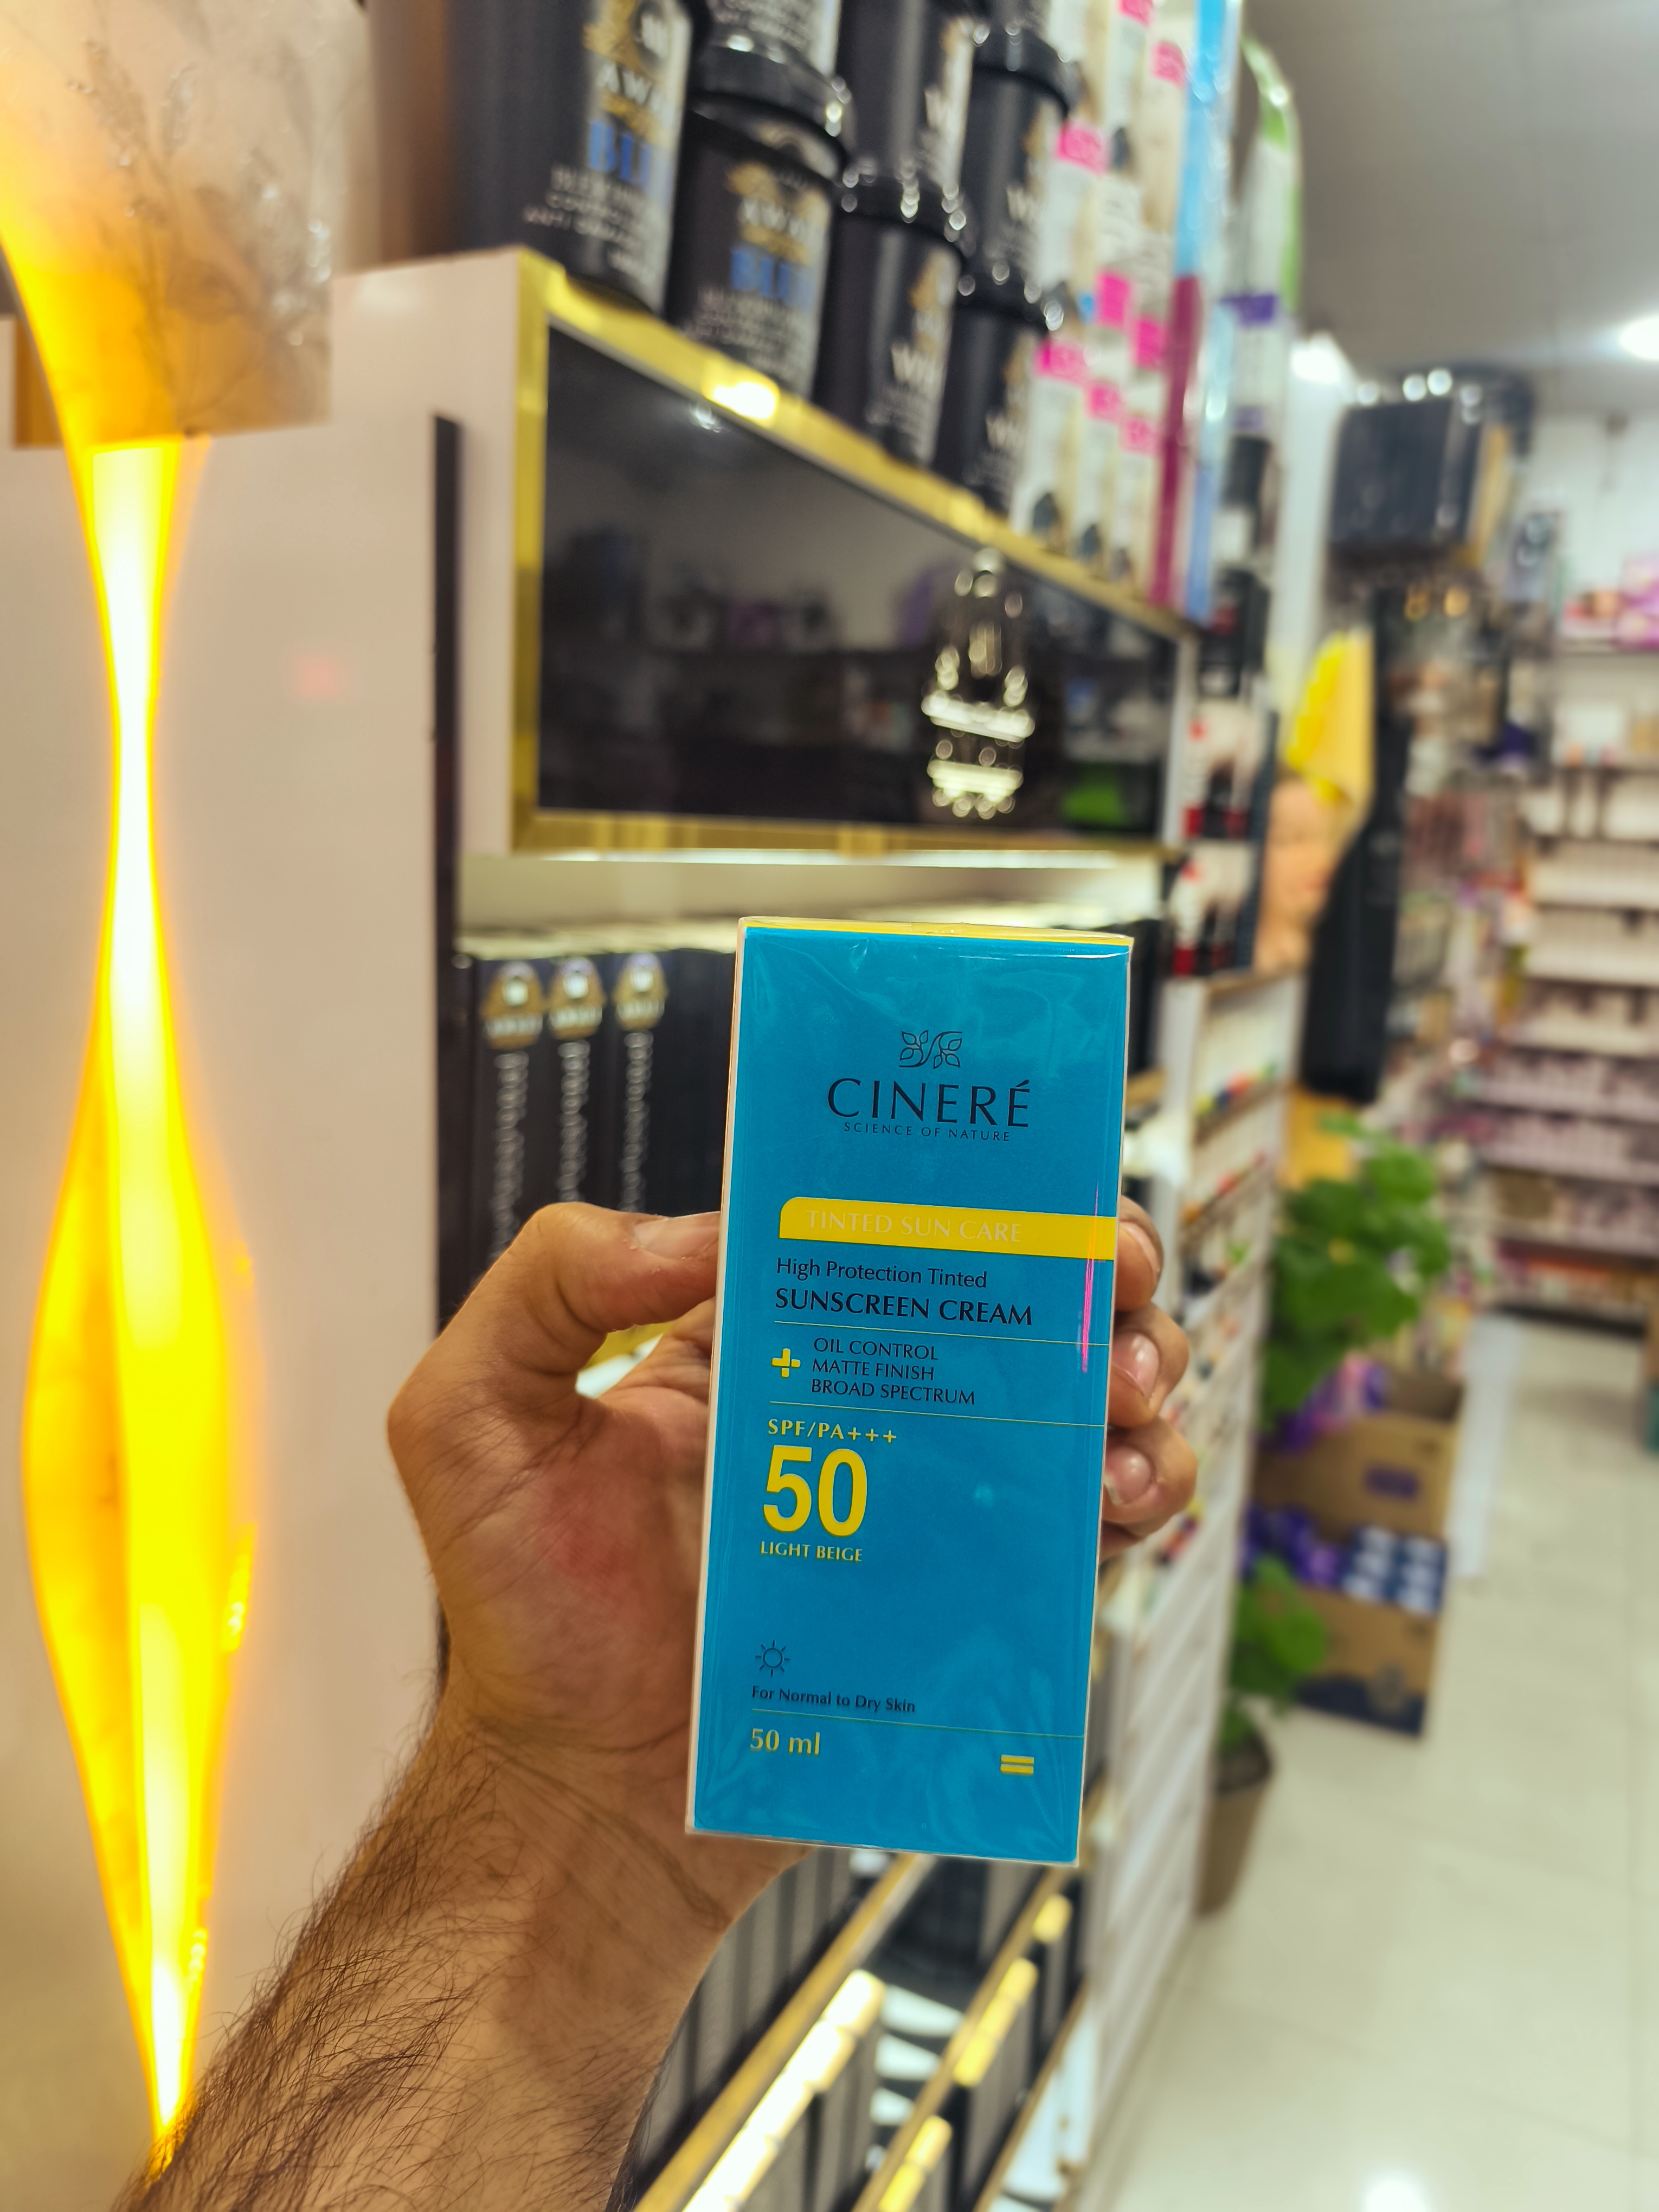 CINERÉ
SCIENCE OF NATURE
TINTED SUN CARE
High Protection Tinted
SUNSCREEN CREAM
OIL CONTROL
MATTE FINISH
BROAD SPECTRUM
SPF/PA+++
50
LIGHT BEIGE
For Normal to Dry Skin
50 ml